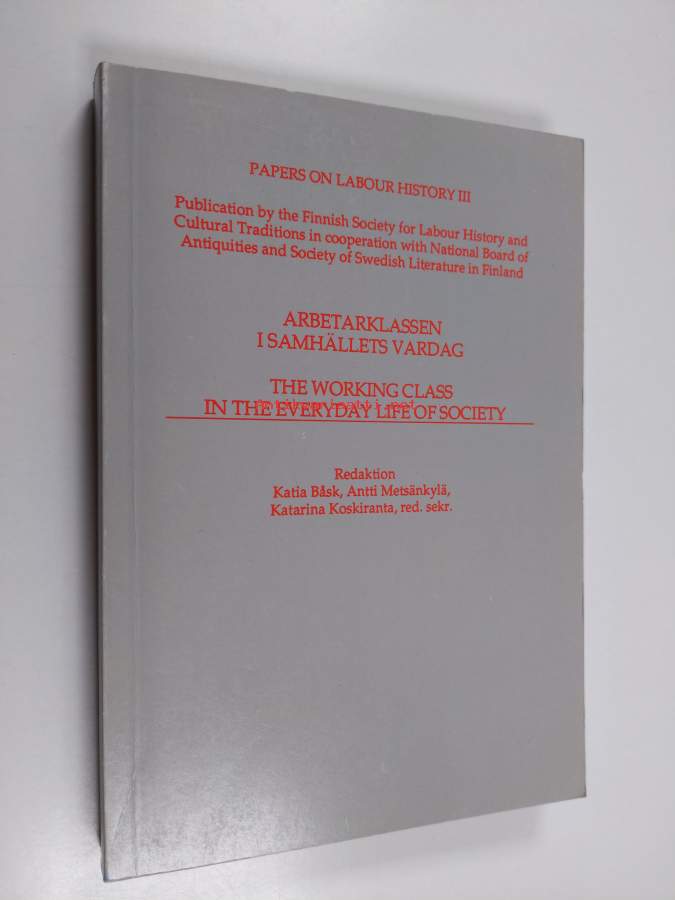 PAPERS ON LABOUR HISTORY III
Publication by the Finnish Society for Labour History and
Cultural Traditions in cooperation with National Board of
Antiquities and Society of Swedish Literature in Finland
ARBETARKLASSEN
I SAMHÄLLETS VARDAG
THE WORKING CLASS
IN THE EVERYDAY LIFE OF SOCIETY
Redaktion
Katia Båsk, Antti Metsänkylä,
Katarina Koskiranta, red. sekr.